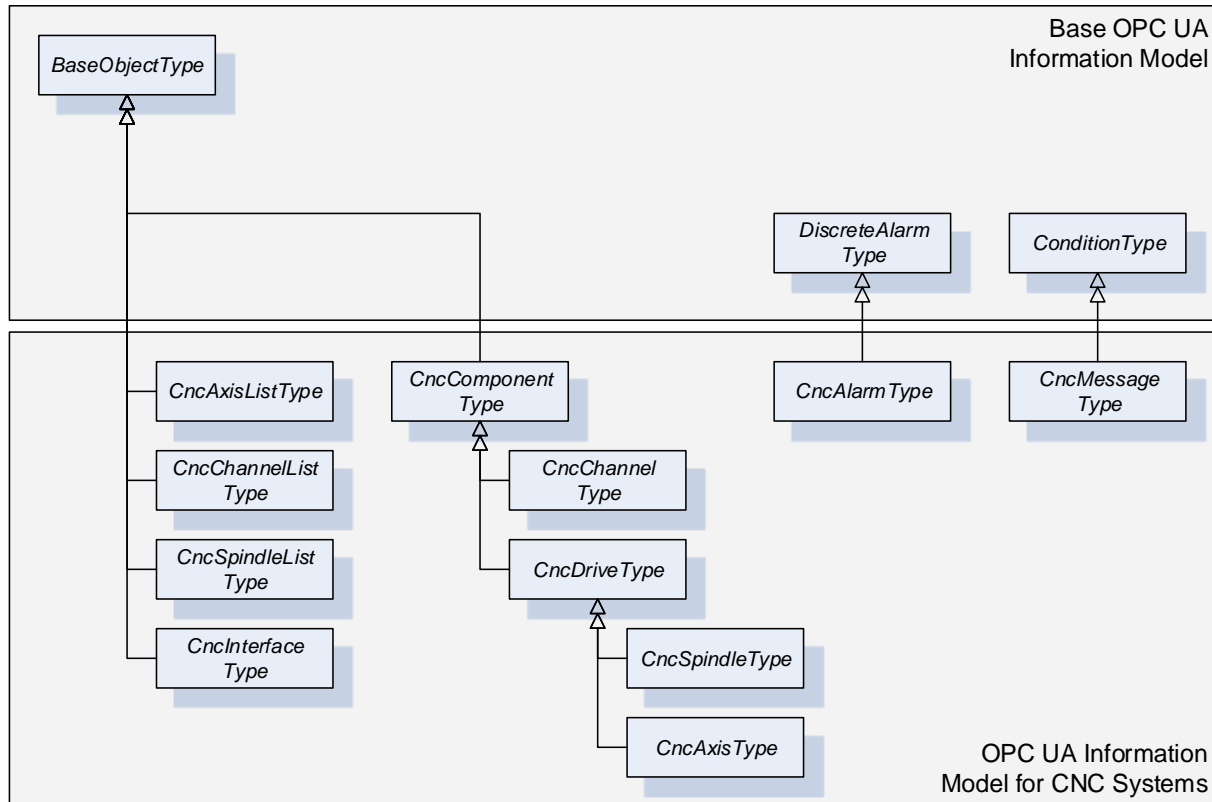 Base OPC UA
Information Model
BaseObjectType
DiscreteAlarm
Type
ConditionType
CncAxisListType
CncComponent
Type
CncAlarmType
CncMessage
Type
CncChannelList
Type
CncChannel
Type
CncSpindleList
Type
CncDriveType
CncInterface
Type
CncSpindleType
CncAxisType
OPC UA Information
Model for CNC Systems